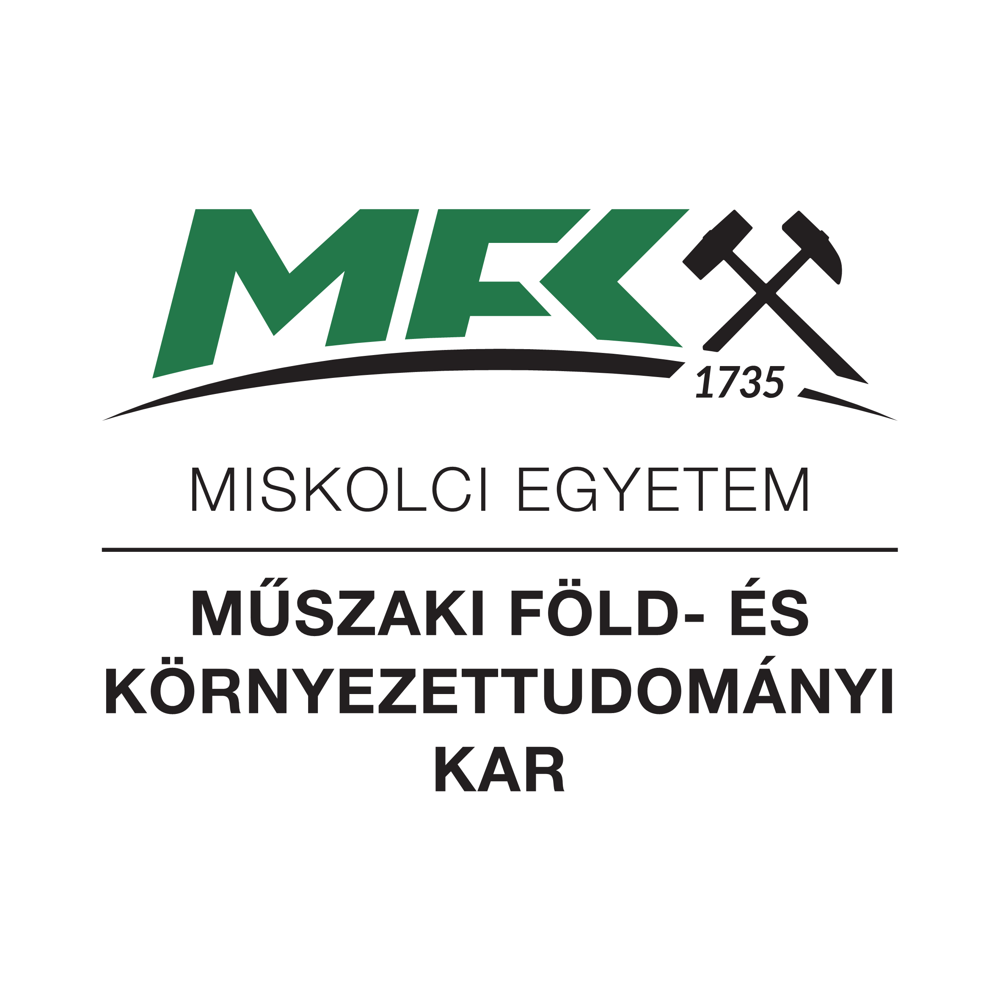 MFK
1735
MISKOLCI EGYETEM
MŰSZAKI FÖLD- ÉS
KÖRNYEZETTUDOMÁNYI
KAR